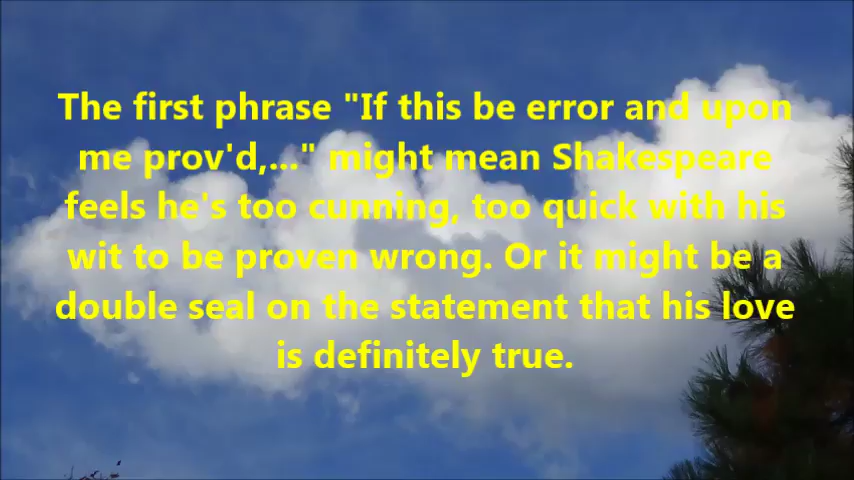 The first phrase "If this be error and upon
me prov'd,..." might mean Shakespeare
feels he's too cunning, too quick with his
wit to be proven wrong. Or it might be a
double seal on the statement that his love
is definitely true.